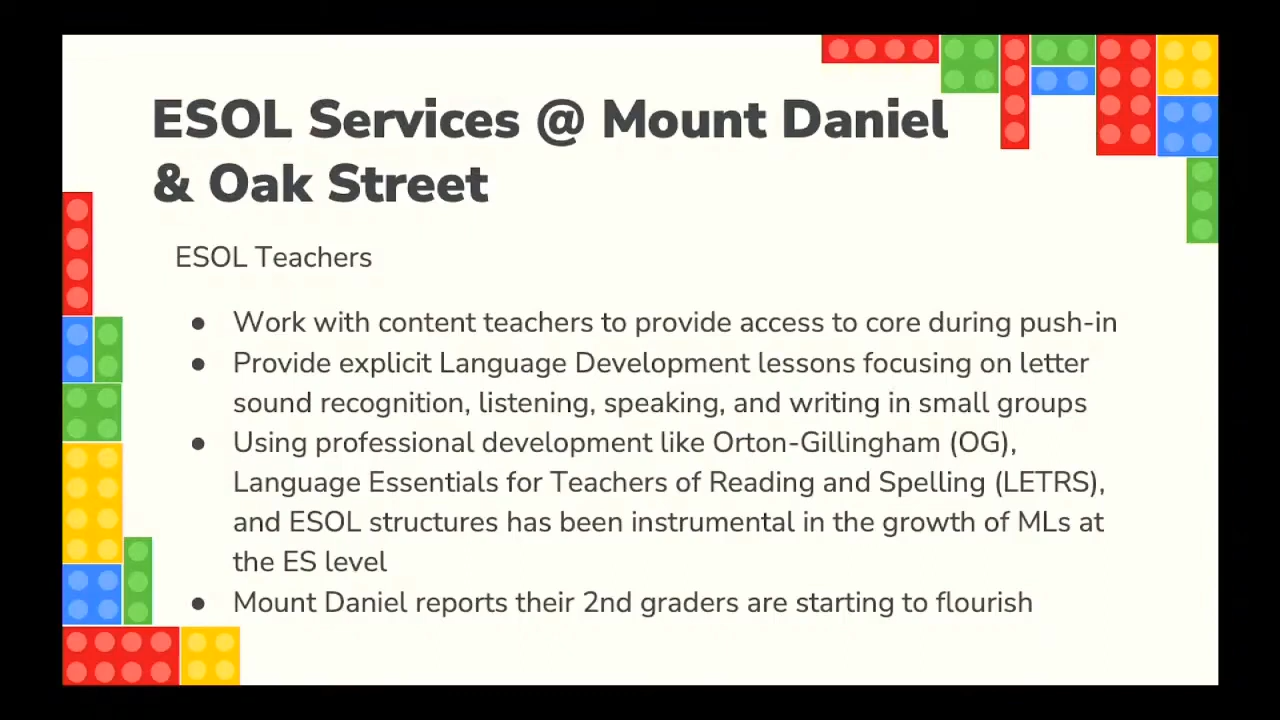 ESOL Services @ Mount Daniel
& Oak Street
ESOL Teachers
● Work with content teachers to provide access to core during push-in
● Provide explicit Language Development lessons focusing on letter
sound recognition, listening, speaking, and writing in small groups
● Using professional development like Orton-Gillingham (OG),
Language Essentials for Teachers of Reading and Spelling (LETRS),
and ESOL structures has been instrumental in the growth of MLs at
the ES level
● Mount Daniel reports their 2nd graders are starting to flourish